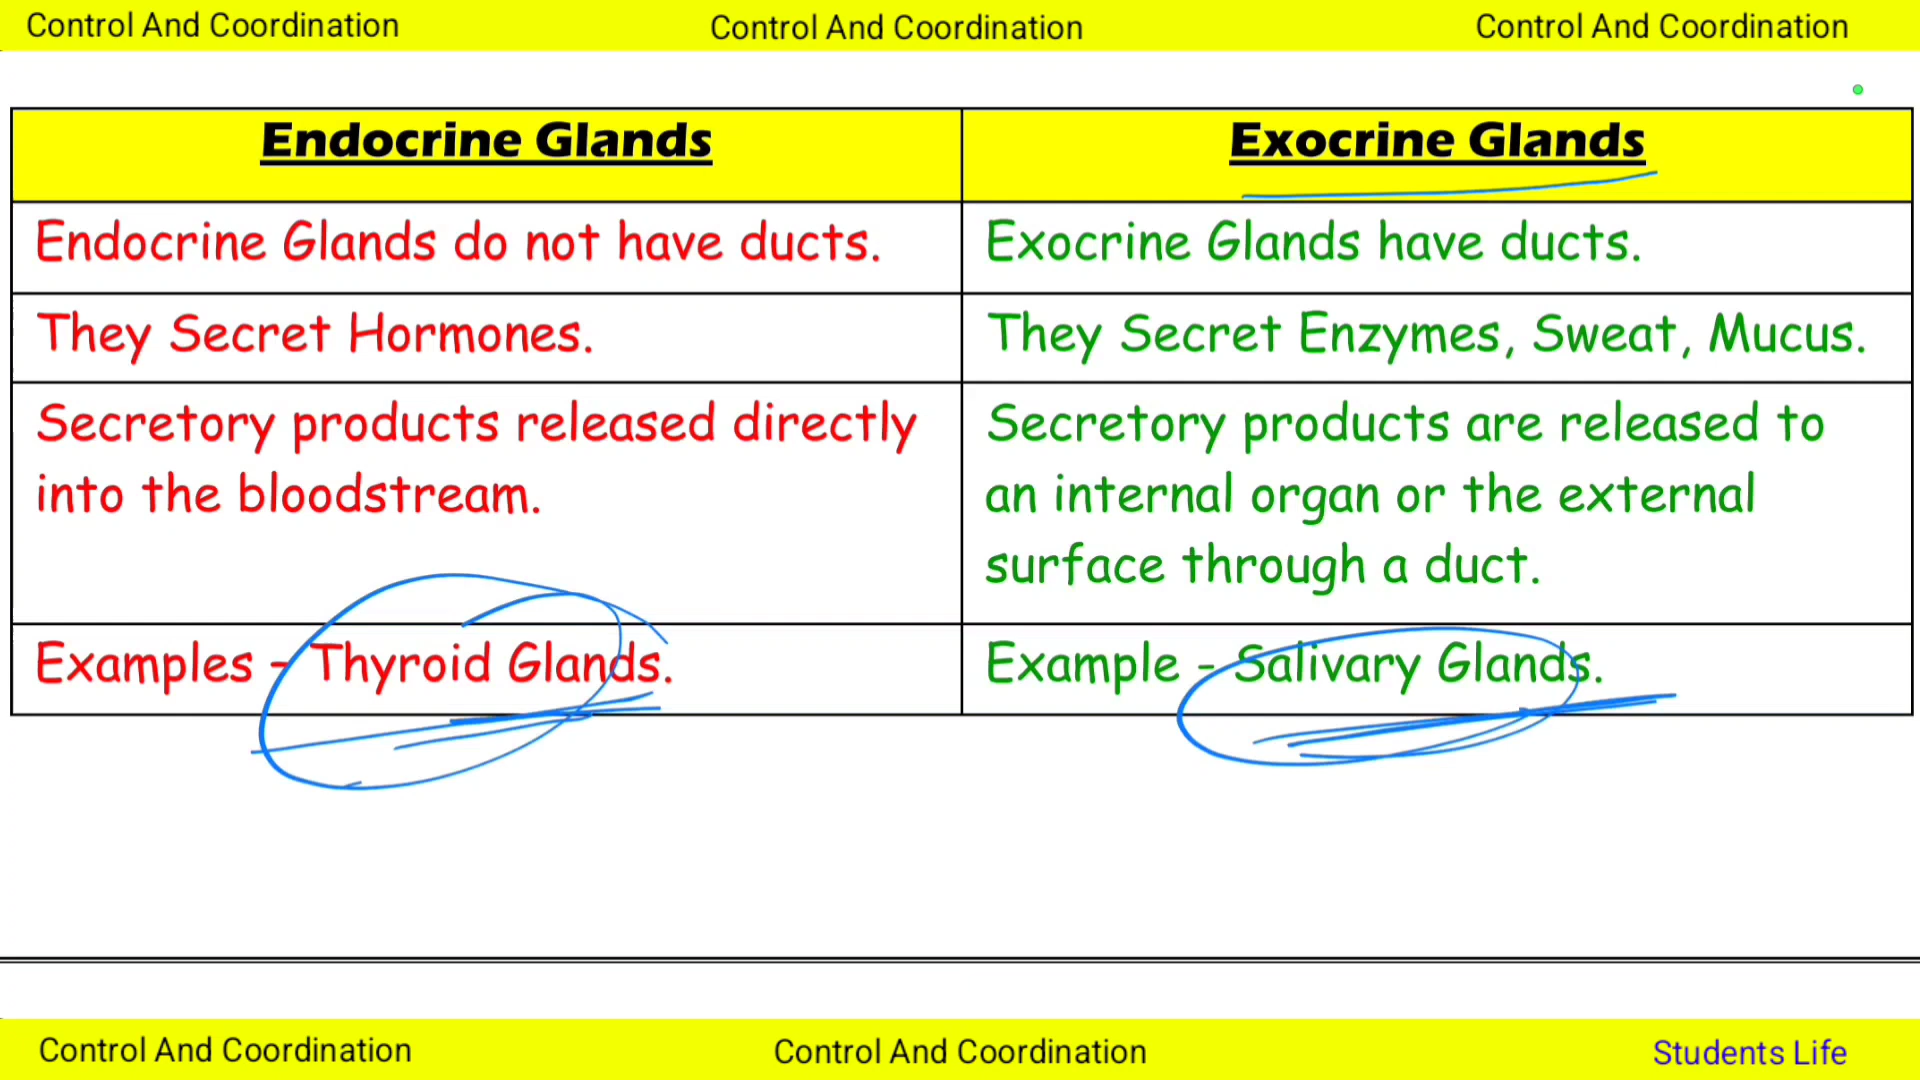 Control And Coordination Control And Coordination Control And Coordination
Endocrine Glands Exocrine Glands
Endocrine Glands do not have ducts. Exocrine Glands have ducts.
They Secret Hormones. They Secret Enzymes, Sweat, Mucus.
Secretory products released directly
into the bloodstream.
Secretory products are released to
an internal organ or the external
surface through a duct.
Examples - Thyroid Glands. Example - Salivary Glands.
Control And Coordination Control And Coordination Students Life